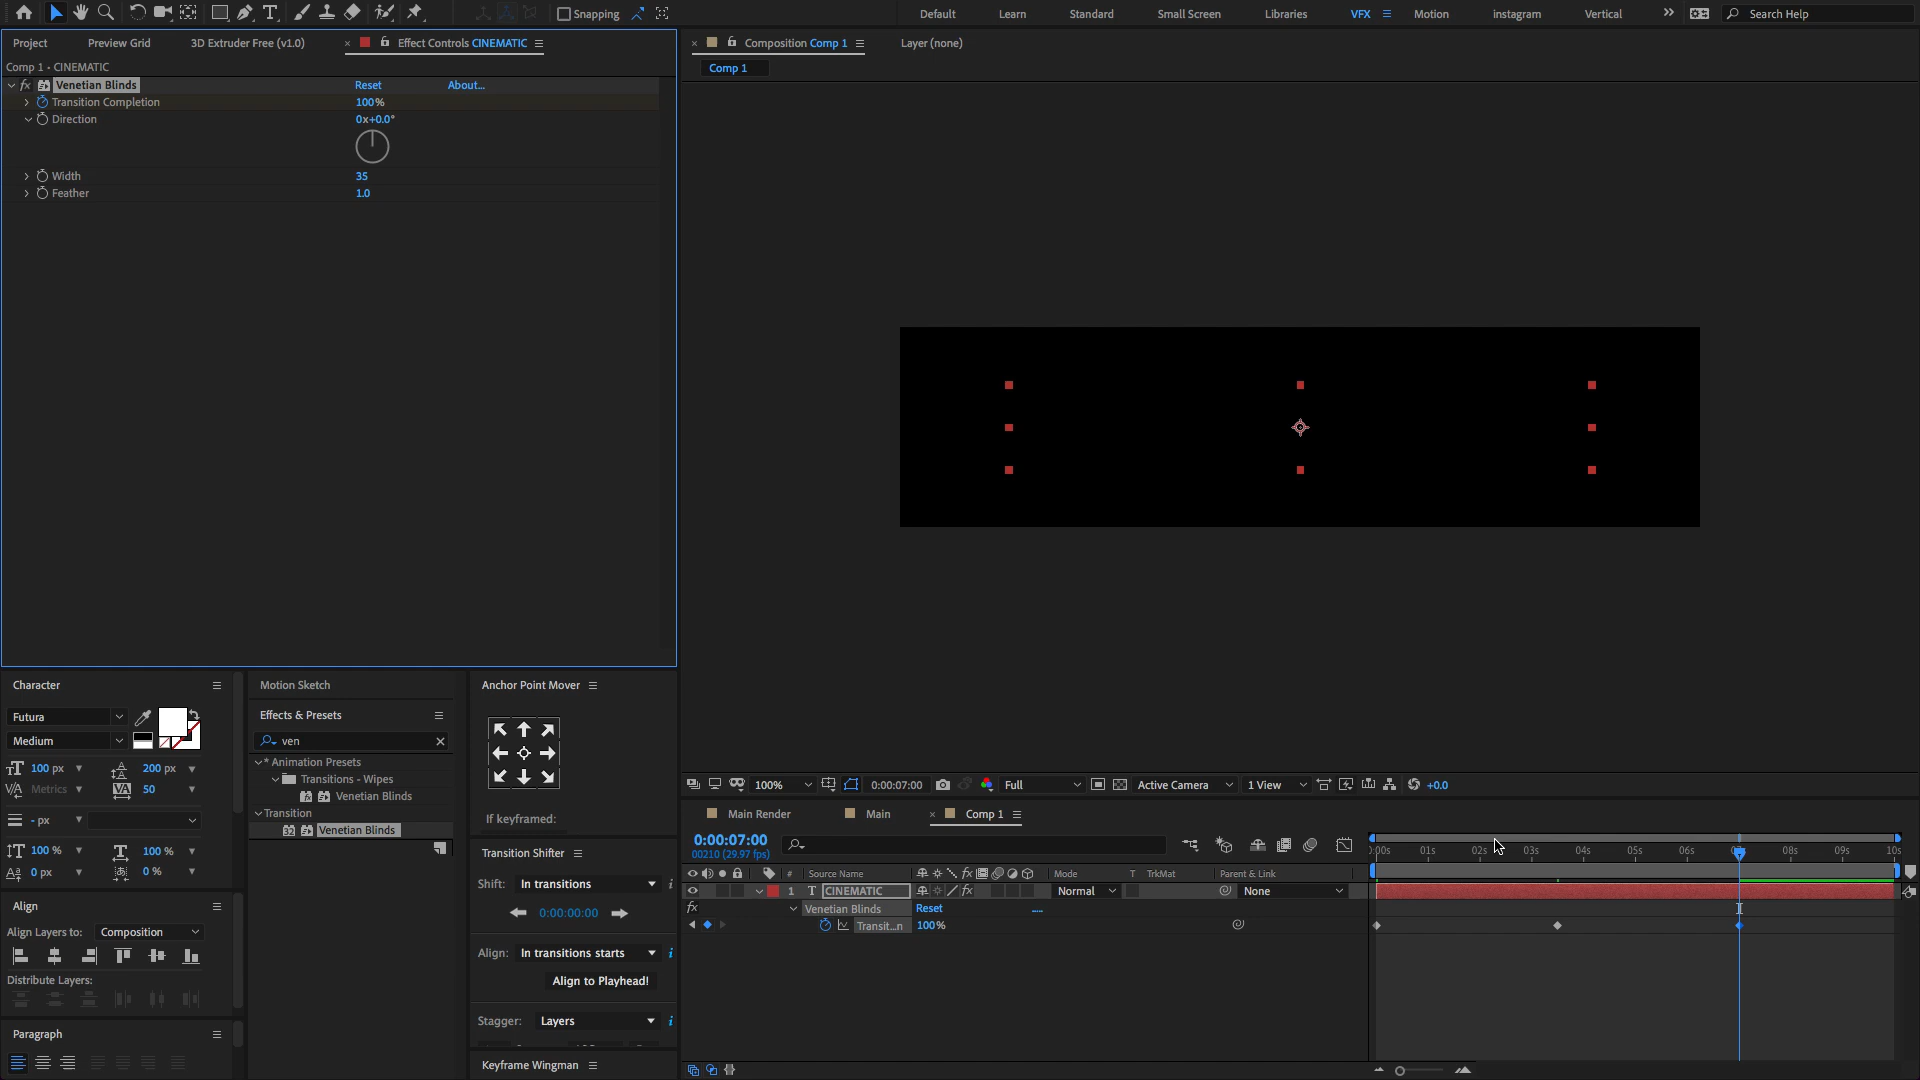 Snapping
Default
Learn
Standard
Small Screen
Libraries
VFX
Motion
instagram
Vertical
Search Help
Project
Preview Grid
3D Extruder Free (v1.0)
Effect Controls CINEMATIC
Composition Comp 1
Layer (none)
Comp 1 • CINEMATIC
Comp 1
fx Venetian Blinds
Reset
About...
Transition Completion
100%
Direction
0x+0.0°
Width
35
Feather
1.0
Character
Futura
Medium
100 px
200 px
Metrics
50
- px
100 %
100 %
0 px
0 %
Align
Align Layers to:
Composition
Distribute Layers:
Paragraph
Motion Sketch
Effects & Presets
ven
* Animation Presets
Transitions - Wipes
Venetian Blinds
Transition
32 Venetian Blinds
Anchor Point Mover
If keyframed:
Transition Shifter
Shift:
In transitions
0:00:00:00
Align:
In transitions starts
Align to Playhead!
Stagger:
Layers
Keyframe Wingman
100%
0:00:07:00
Full
Active Camera
1 View
+0.0
Main Render
Main
Comp 1
0:00:07:00
00210 (29.97 fps)
#
Source Name
fx
Mode
T
TrkMat
Parent & Link
1
T
CINEMATIC
fx
Normal
None
fx
Venetian Blinds
Reset
Transit...n
100%
0:00s
01s
02s
03s
04s
05s
06s
08s
09s
10s